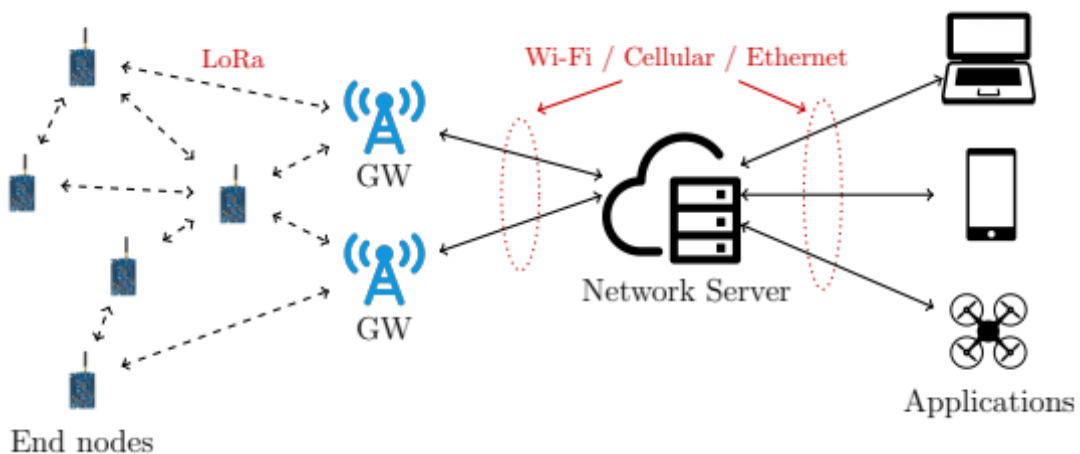 LoRa
Wi-Fi / Cellular / Ethernet
GW
GW
Network Server
Applications
End nodes